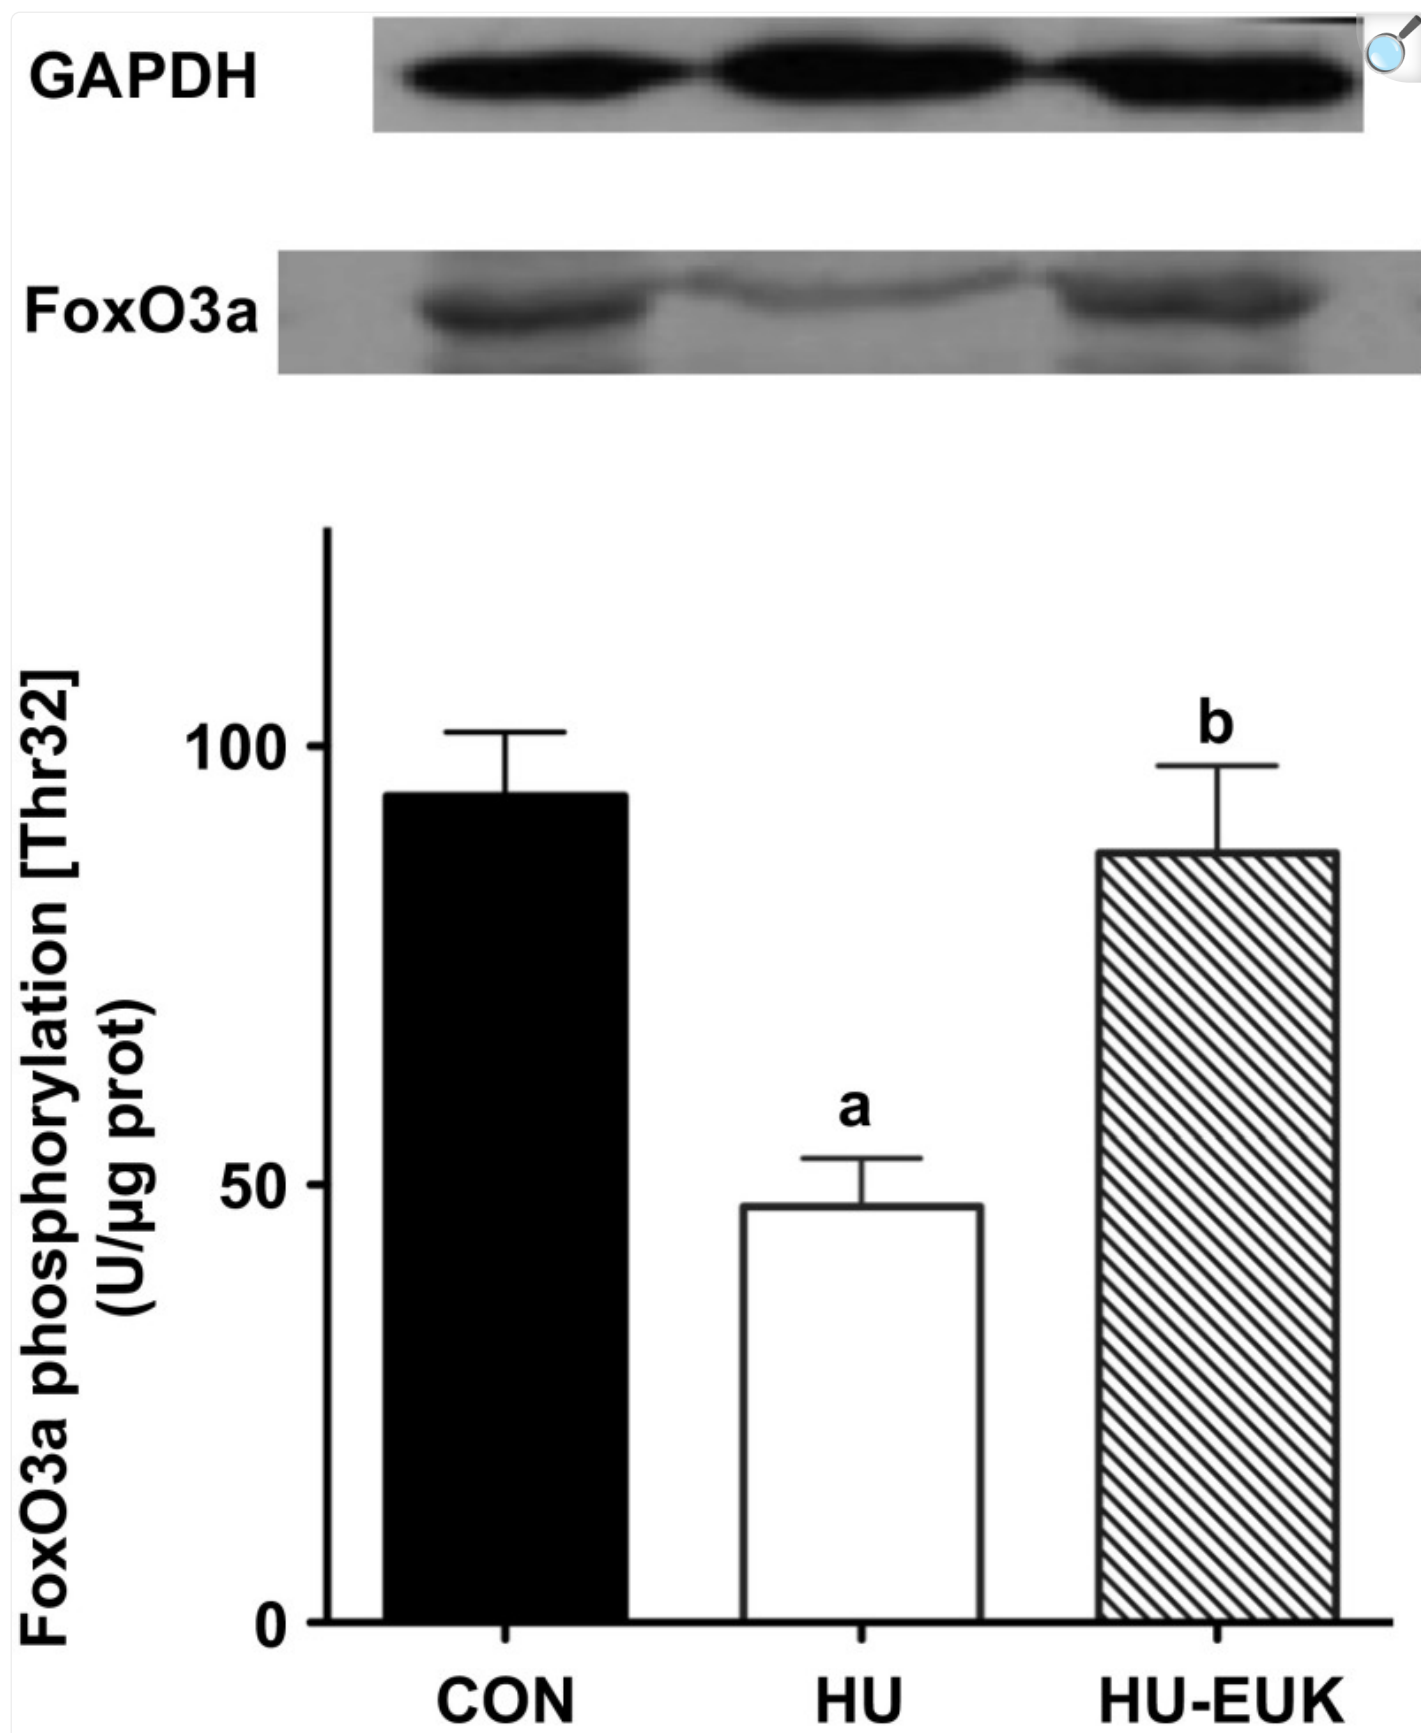 GAPDH
FoxO3a
FoxO3a phosphorylation [Thr32]
(U/μg prot)
100
50
0
a
b
CON
HU
HU-EUK